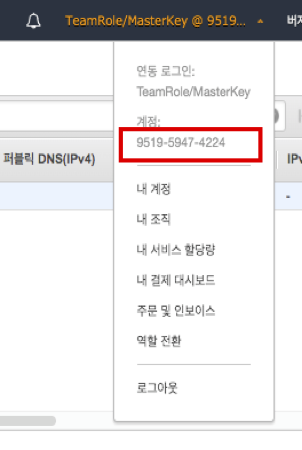 TeamRole/MasterKey @ 9519...
버
연동 로그인:
TeamRole/MasterKey
계정:
9519-5947-4224
퍼블릭 DNS(IPv4)
IPv
-
내 계정
내 조직
내 서비스 할당량
내 결제 대시보드
주문 및 인보이스
역할 전환
로그아웃